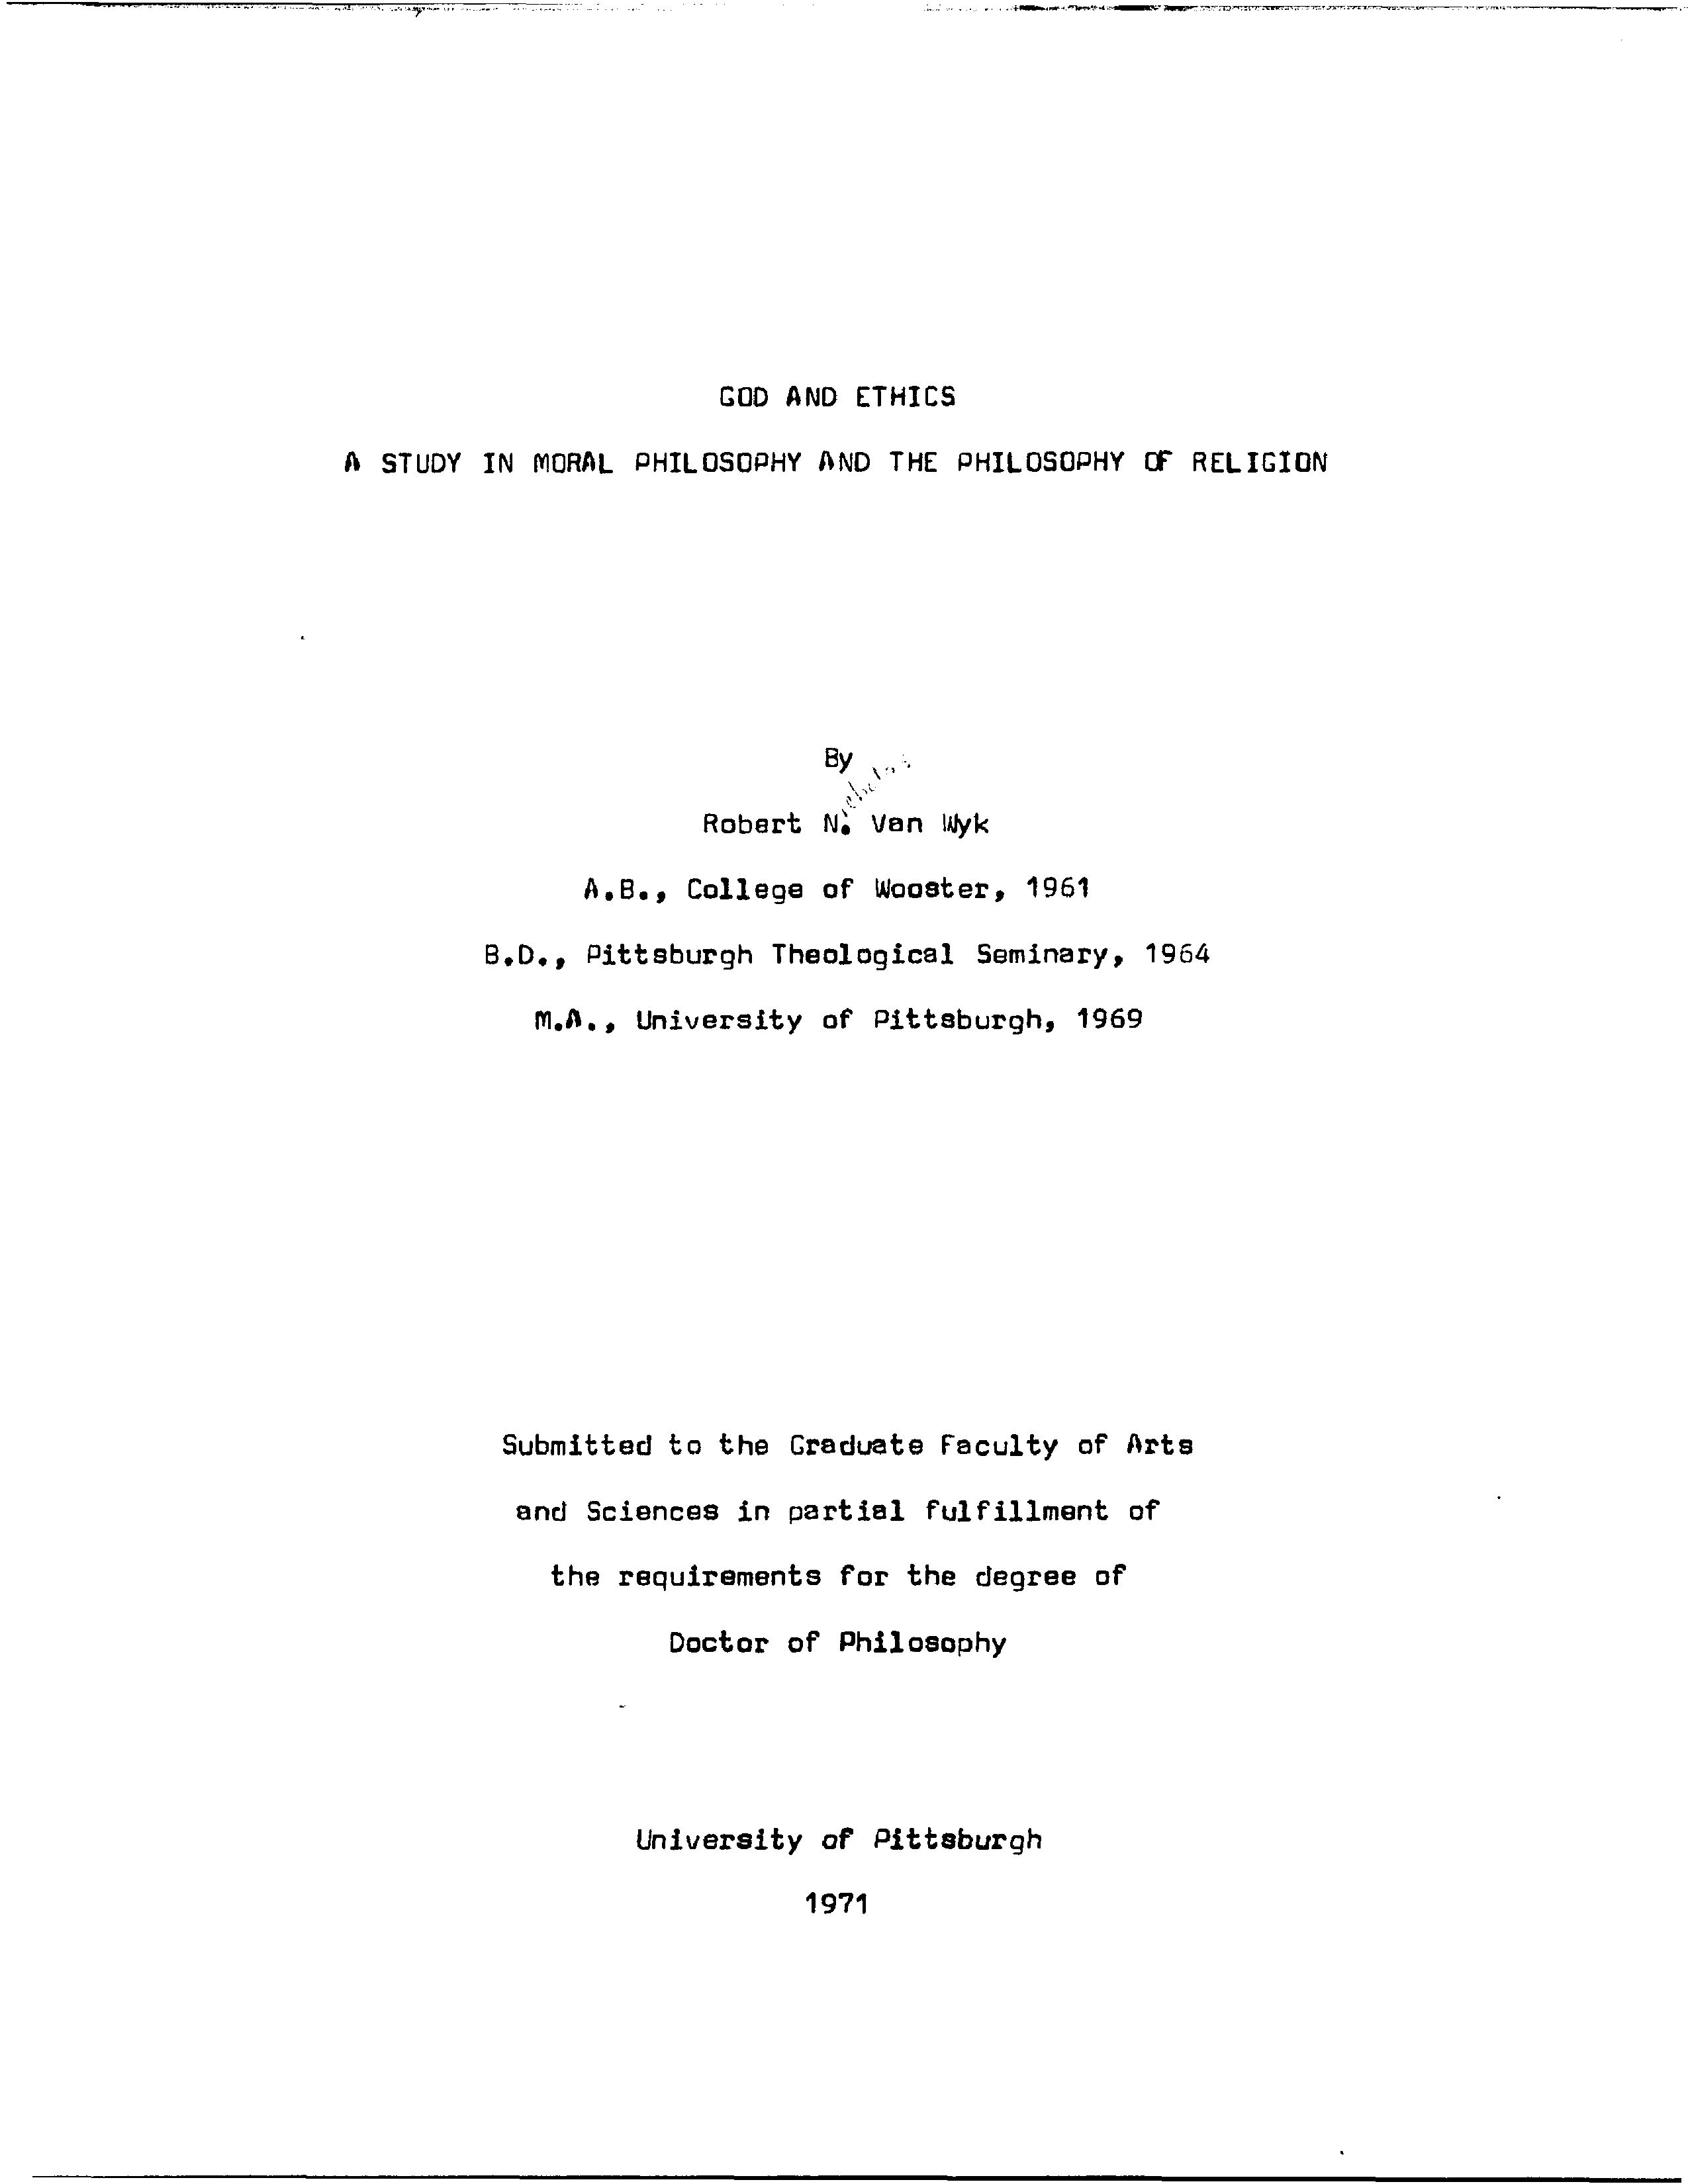 GOD AND ETHICS
A STUDY IN MORAL PHILOSOPHY AND THE PHILOSOPHY OF RELIGION
By
Robert N. Van Wyk
A.B., College of Wooster, 1961
B.D., Pittsburgh Theological Seminary, 1964
M.A., University of Pittsburgh, 1969
Submitted to the Graduate Faculty of Arts
and Sciences in partial fulfillment of
the requirements for the degree of
Doctor of Philosophy
University of Pittsburgh
1971